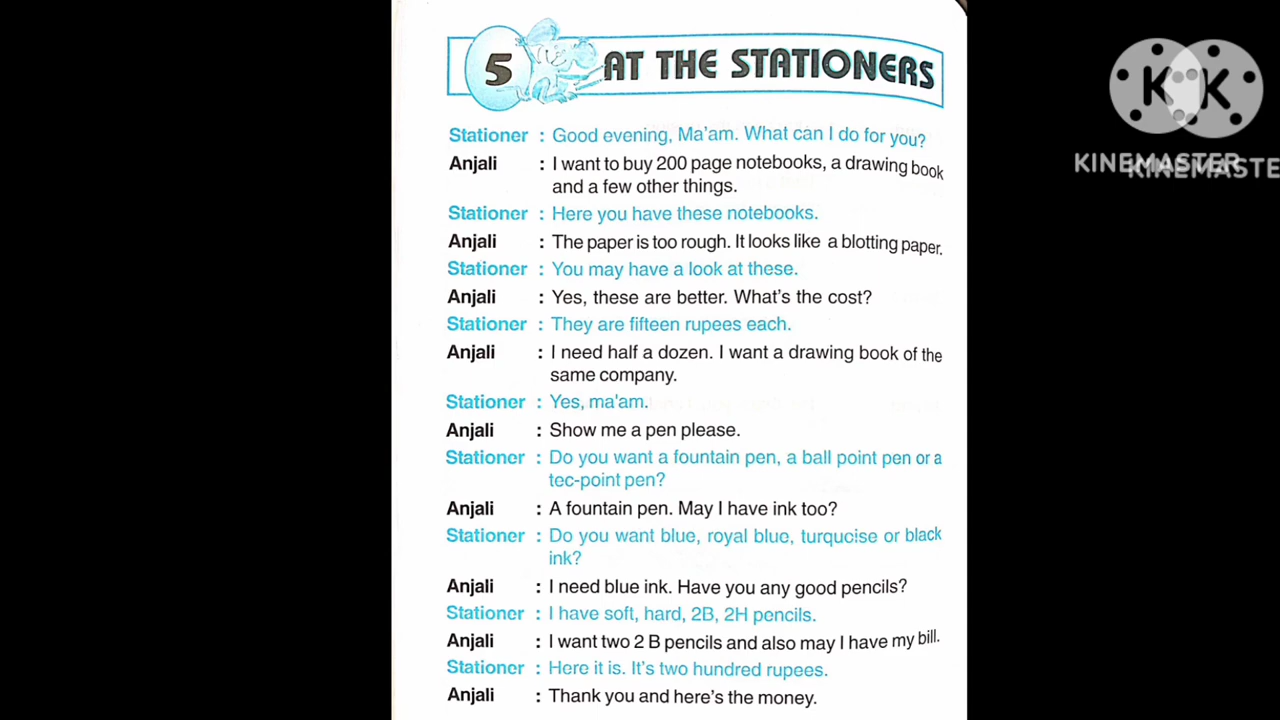 5 AT THE STATIONERS
Stationer : Good evening, Ma'am. What can I do for you?
Anjali : I want to buy 200 page notebooks, a drawing book
and a few other things.
Stationer : Here you have these notebooks.
Anjali : The paper is too rough. It looks like a blotting paper.
Stationer : You may have a look at these.
Anjali : Yes, these are better. What's the cost?
Stationer : They are fifteen rupees each.
Anjali : I need half a dozen. I want a drawing book of the
same company.
Stationer : Yes, ma'am.
Anjali : Show me a pen please.
Stationer : Do you want a fountain pen, a ball point pen or a
tec-point pen?
Anjali : A fountain pen. May I have ink too?
Stationer : Do you want blue, royal blue, turquoise or black
ink?
Anjali : I need blue ink. Have you any good pencils?
Stationer : I have soft, hard, 2B, 2H pencils.
Anjali : I want two 2 B pencils and also may I have my bill.
Stationer : Here it is. It's two hundred rupees.
Anjali : Thank you and here's the money.
K K
KINEMASTER
KINEMASTE